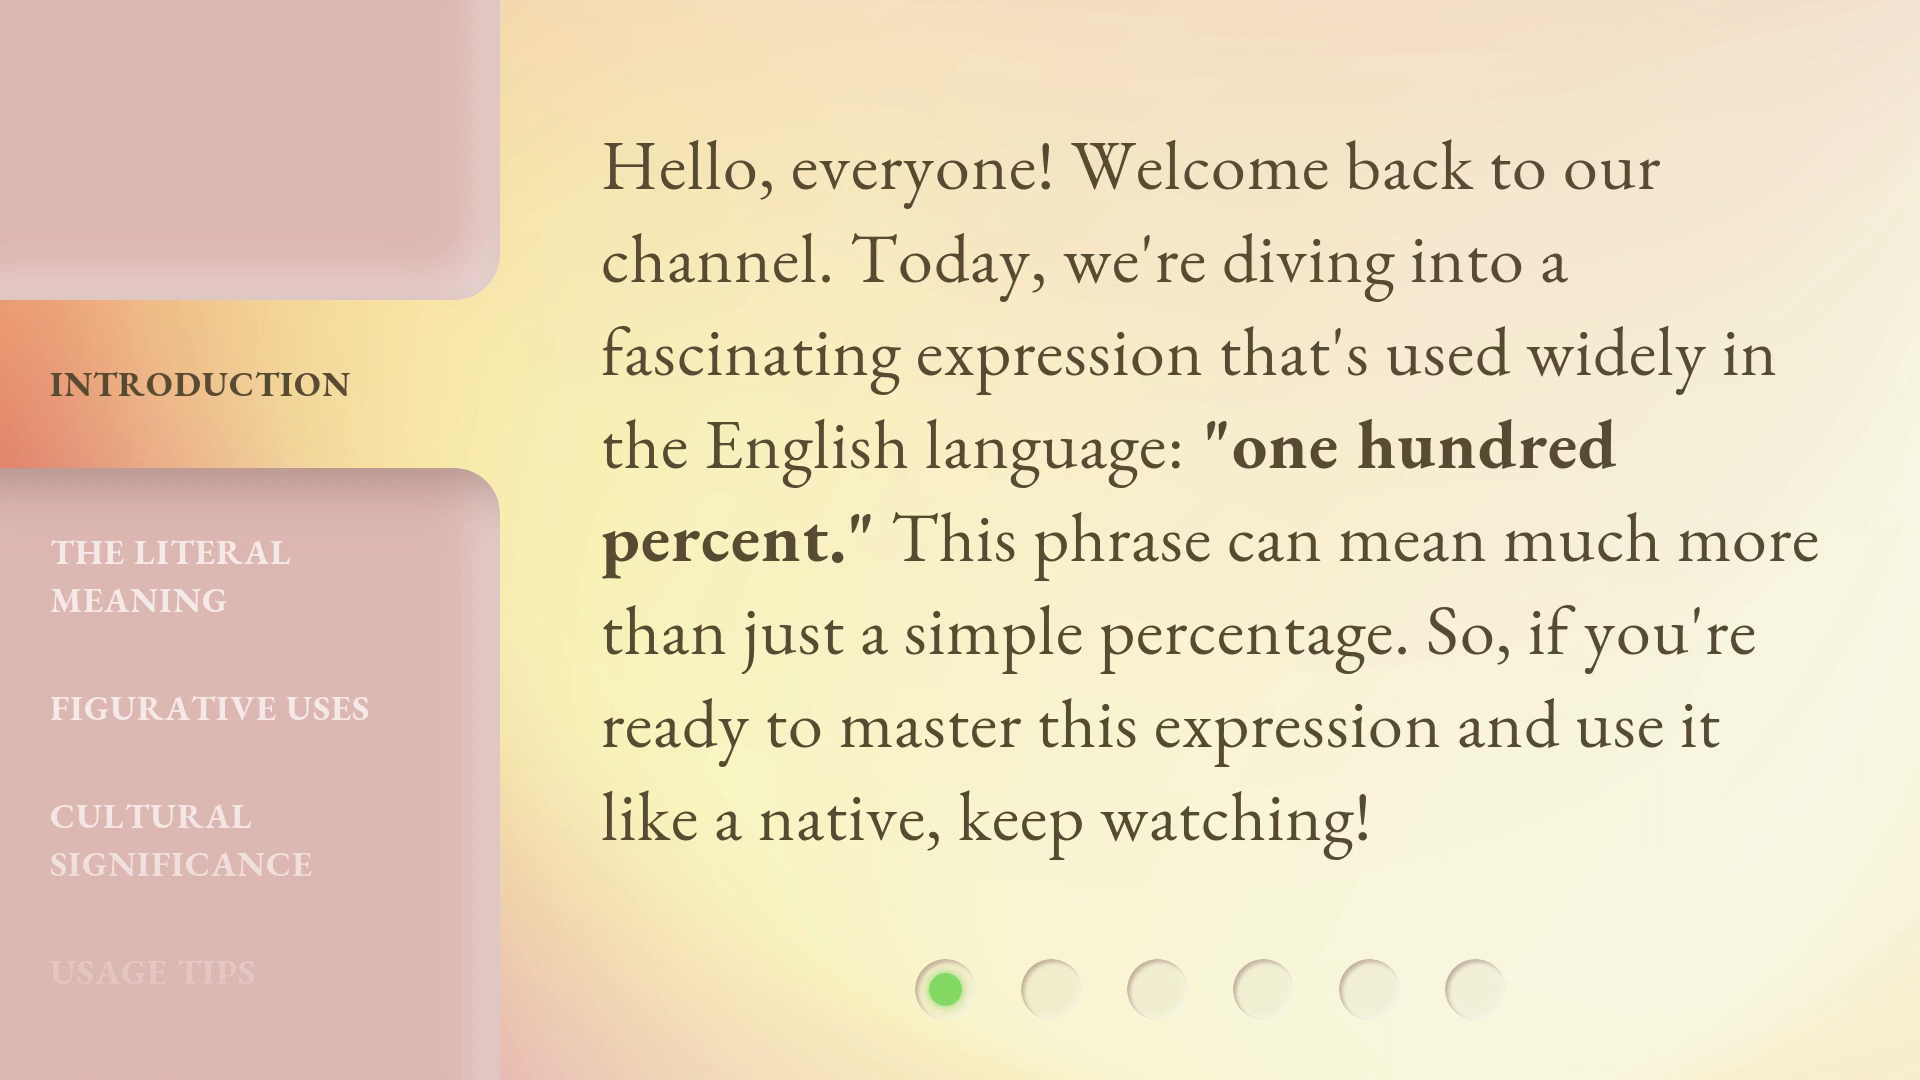 INTRODUCTION
THE LITERAL
MEANING
FIGURATIVE USES
CULTURAL
SIGNIFICANCE
USAGE TIPS
Hello, everyone! Welcome back to our
channel. Today, we're diving into a
fascinating expression that's used widely in
the English language: "one hundred
percent." This phrase can mean much more
than just a simple percentage. So, if you're
ready to master this expression and use it
like a native, keep watching!